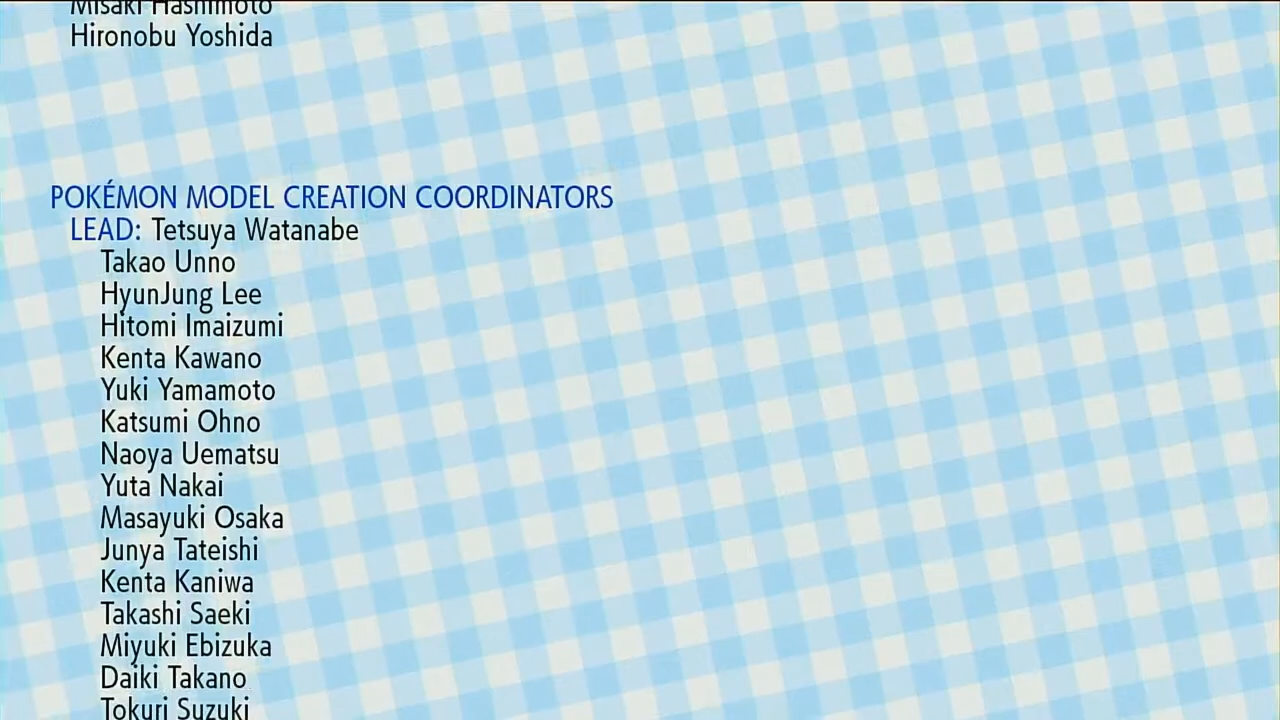 Misaki Hashimoto
Hironobu Yoshida
POKÉMON MODEL CREATION COORDINATORS
LEAD: Tetsuya Watanabe
Takao Unno
HyunJung Lee
Hitomi Imaizumi
Kenta Kawano
Yuki Yamamoto
Katsumi Ohno
Naoya Uematsu
Yuta Nakai
Masayuki Osaka
Junya Tateishi
Kenta Kaniwa
Takashi Saeki
Miyuki Ebizuka
Daiki Takano
Tokuri Suzuki